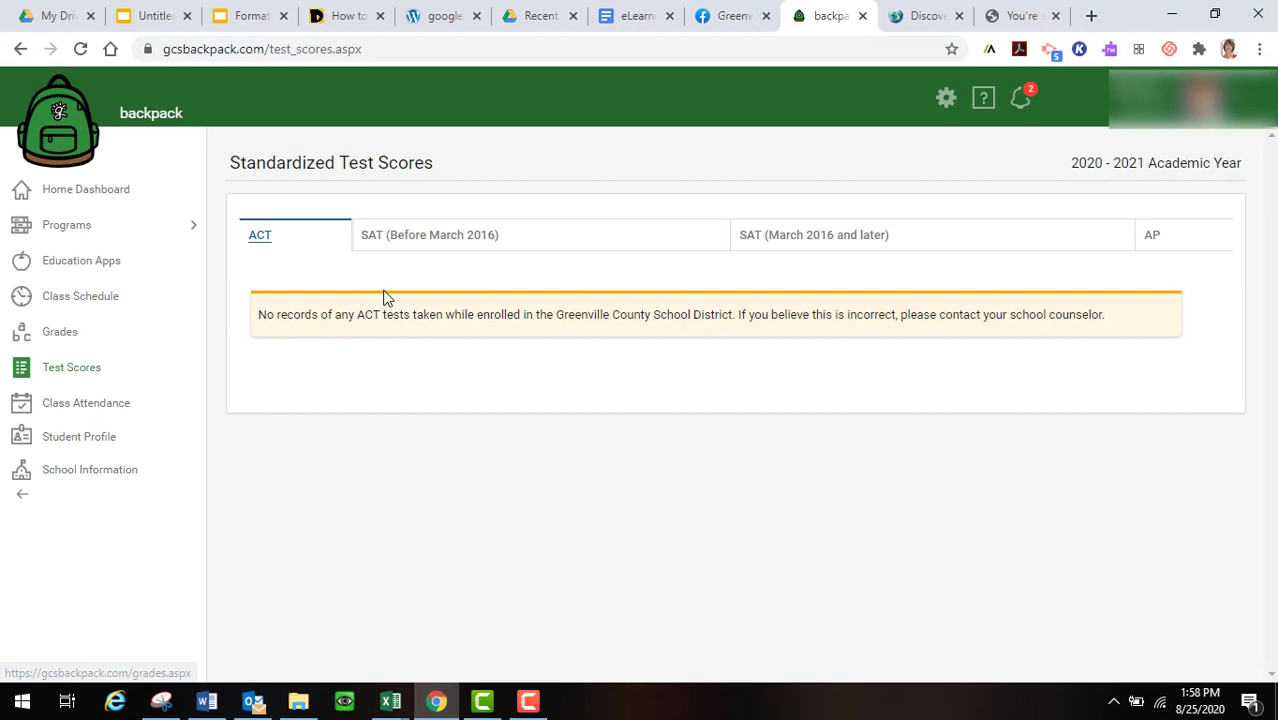 My Dri
Untitle
Format
How to
google
Recent
eLearn
Greenv
backpa
Discov
You're
gcsbackpack.com/test_scores.aspx
5
backpack
2
Home Dashboard
Programs
Education Apps
Class Schedule
Grades
Test Scores
Class Attendance
Student Profile
School Information
Standardized Test Scores
2020 - 2021 Academic Year
ACT
SAT (Before March 2016)
SAT (March 2016 and later)
AP
No records of any ACT tests taken while enrolled in the Greenville County School District. If you believe this is incorrect, please contact your school counselor.
https://gcsbackpack.com/grades.aspx
1:58 PM
8/25/2020
1